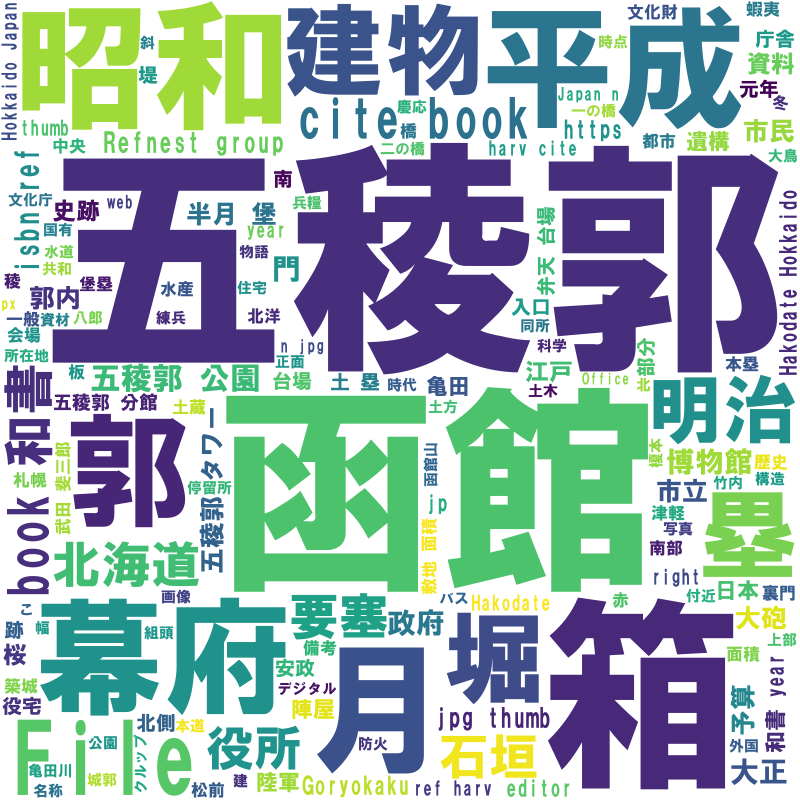 昭和
建物
平成
文化財
蝦夷
Hokkaido Japan
斜
堤
時点
庁舎
資料
元年
冬
thumb
cite book
慶応
橋
Japan n
一の橋
https
市民
中央
Refnest group
二の橋
harv cite
都市
遺構
大鳥
isbn ref
五稜郭
文化庁
web
史跡
南
半月 堡
兵糧
year
国有
水道
共和
物語
門
弁天 台場
Hakodate Hokkaido
稜
堡塁
郭内
水産
住宅
px
一般
資材
八郎
練兵
北洋
入口
同所
会場
n jpg
正面
科学
部分
北
本塁
所在地
板
五稜郭 公園
台場
土 塁
時代
亀田
江戸
Office
土木
和書
五稜郭 分館
土蔵
土方
函館
明治
郭
タワー
函館山
榎本
博物館
歴史
札幌
武田 斐三郎
停留所
五稜郭
jp
市立
竹内
構造
津軽
写真
塁
book
北海道
敷地 面積
南部
right
日本
裏門
画像
バス
Hakodate
赤
付近
こ
幅
跡
組頭
幕府
要塞
政府
備考
堀
箱
大砲
上部
桜
安政
月
面積
築城
役宅
デジタル
陣屋
北側
本道
jpg thumb
予算
和書 year
File
公園
クルップ
役所
防火
石垣
外国
大正
亀田川
名称
城郭
松前
建
陸軍
Goryokaku
ref harv
editor